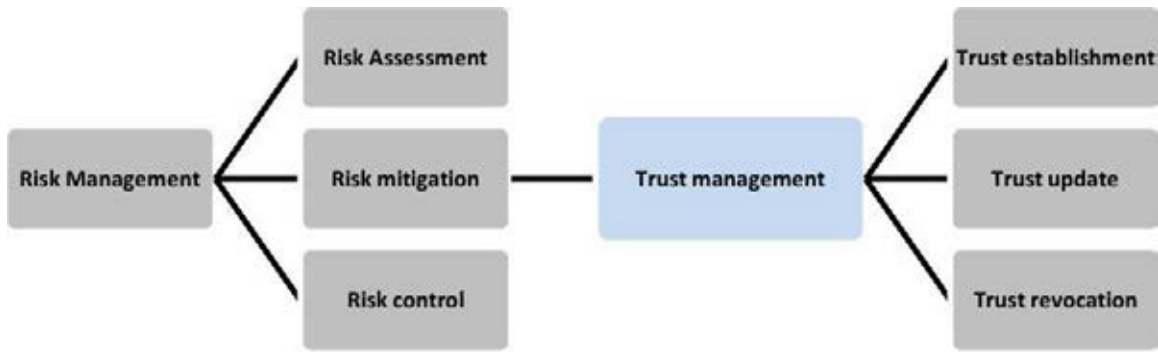 Risk Management
Risk Assessment
Risk mitigation
Risk control
Trust management
Trust establishment
Trust update
Trust revocation